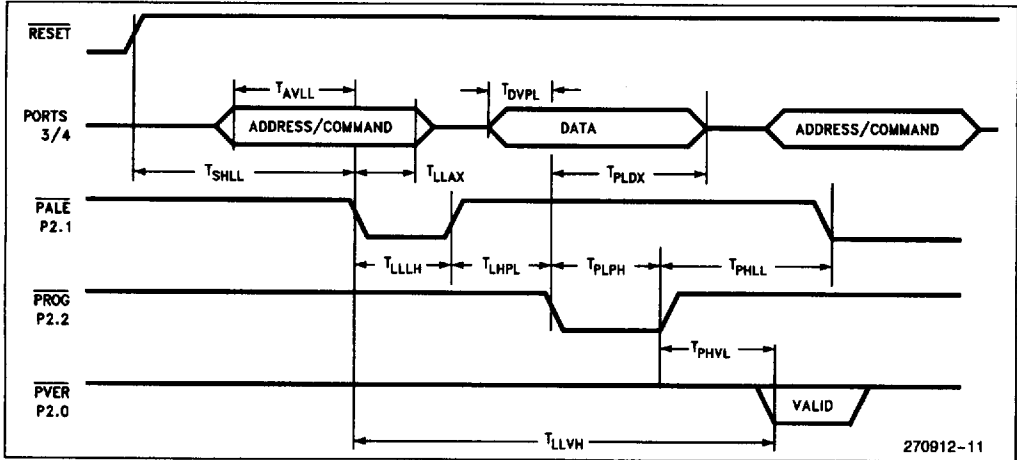 RESET
T_AVLL
T_DVPL
PORTS
3/4
ADDRESS/COMMAND
DATA
ADDRESS/COMMAND
T_SHLL
T_LLAX
T_PLDX
PALE
P2.1
T_LLLH
T_LHPL
T_PLPH
T_PHLL
PROG
P2.2
T_PHVL
PVER
P2.0
VALID
T_LLVH
270912-11